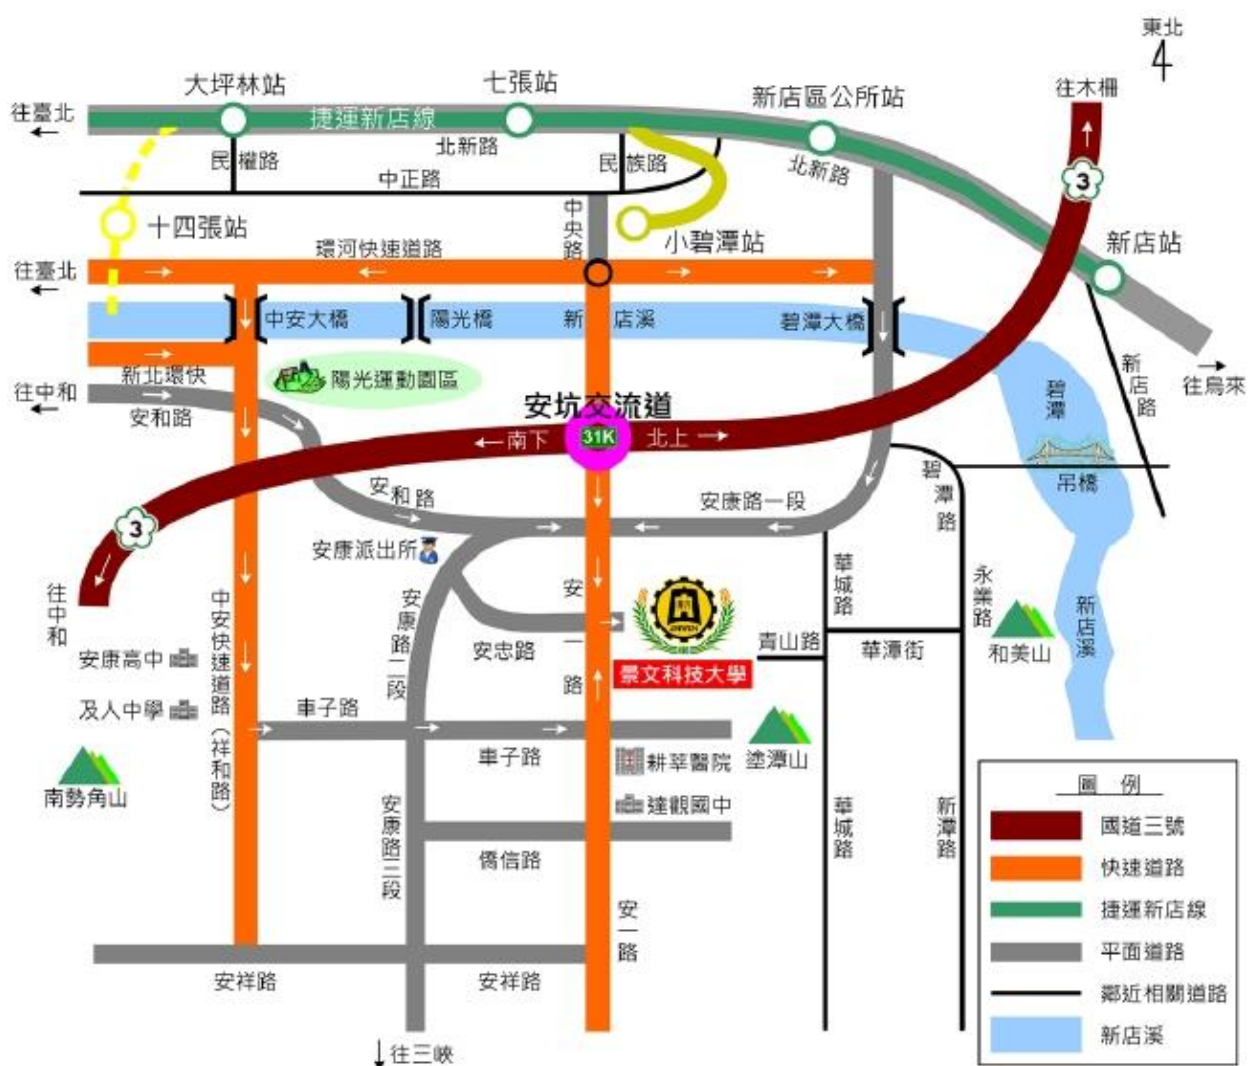 東北
往木柵
大坪林站
七張站
新店區公所站
往臺北
捷運新店線
北新路
北新路
民權路
民族路
中正路
3
十四張站
中央路
小碧潭站
新店站
環河快速道路
往臺北
中安大橋
陽光橋
新店溪
碧潭大橋
新北環快
陽光運動園區
往中和
安和路
安坑交流道
碧潭
新店路
往烏來
南下
31K
北上
吊橋
碧潭路
安和路
安康路一段
3
安康派出所
往中和
中安快速道路（祥和路）
安康路二段
安一路
JINWEN
景文科技大學
安忠路
華城路
青山路
華潭街
永業路
和美山
新店溪
安康高中
及人中學
車子路
車子路
南勢角山
耕莘醫院
達觀國中
塗潭山
安康路三段
僑信路
華城路
新潭路
安一路
安祥路
安祥路
往三峽
圖 例
國道三號
快速道路
捷運新店線
平面道路
鄰近相關道路
新店溪